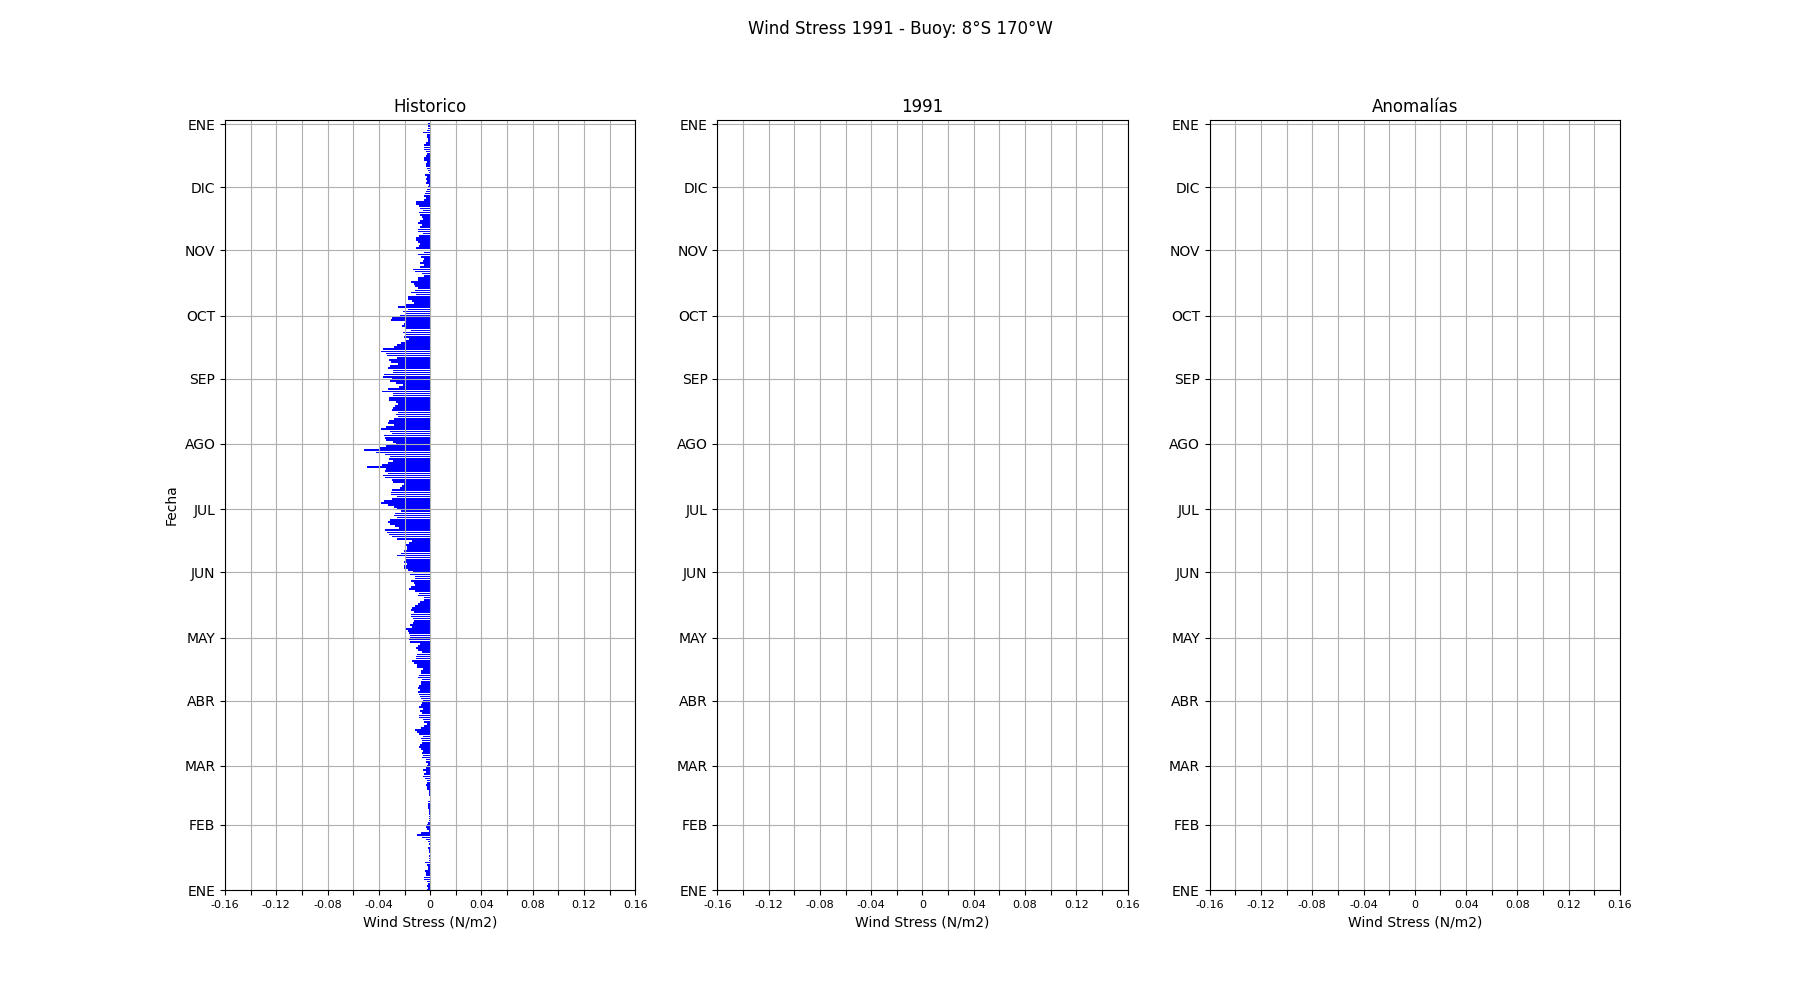 Wind Stress 1991 - Buoy: 8°S 170°W
Historico
ENE
DIC
NOV
OCT
SEP
AGO
JUL
JUN
MAY
ABR
MAR
FEB
ENE
Fecha
-0.16 -0.12 -0.08 -0.04 0 0.04 0.08 0.12 0.16
Wind Stress (N/m2)
1991
ENE
DIC
NOV
OCT
SEP
AGO
JUL
JUN
MAY
ABR
MAR
FEB
ENE
-0.16 -0.12 -0.08 -0.04 0 0.04 0.08 0.12 0.16
Wind Stress (N/m2)
Anomalías
ENE
DIC
NOV
OCT
SEP
AGO
JUL
JUN
MAY
ABR
MAR
FEB
ENE
-0.16 -0.12 -0.08 -0.04 0 0.04 0.08 0.12 0.16
Wind Stress (N/m2)